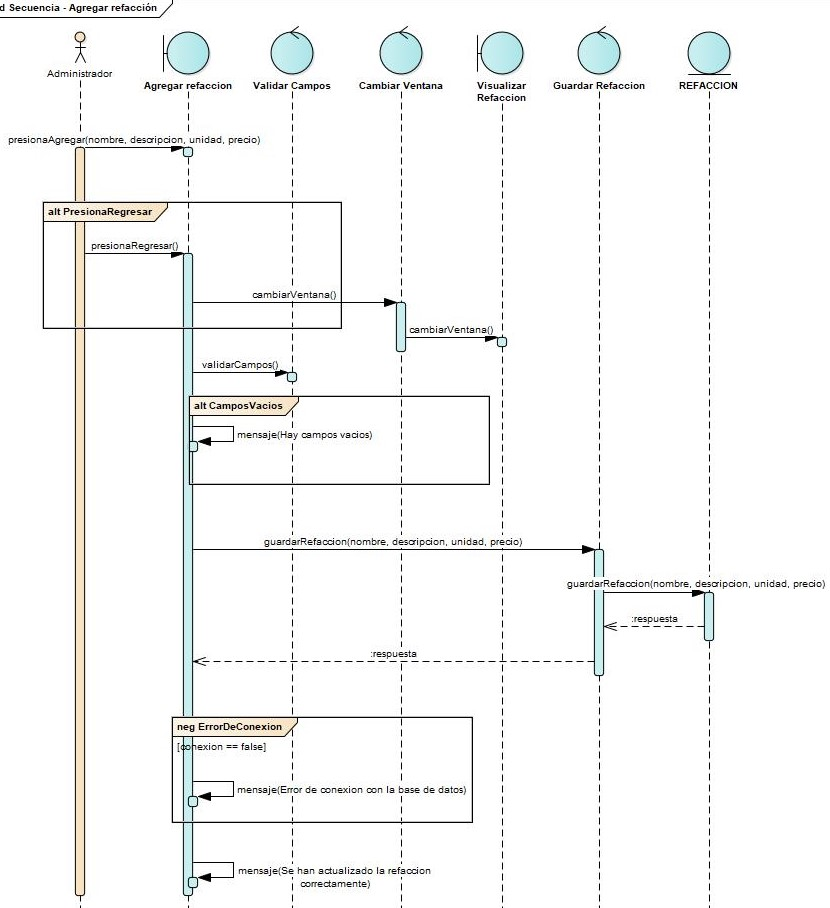 d Secuencia - Agregar refacción
Administrador
Agregar refaccion
Validar Campos
Cambiar Ventana
Visualizar
Refaccion
Guardar Refaccion
REFACCION
presionaAgregar(nombre, descripcion, unidad, precio)
alt PresionaRegresar
presionaRegresar()
cambiarVentana()
cambiarVentana()
validarCampos()
alt CamposVacios
mensaje(Hay campos vacios)
guardarRefaccion(nombre, descripcion, unidad, precio)
guardarRefaccion(nombre, descripcion, unidad, precio)
:respuesta
:respuesta
neg ErrorDeConexion
[conexion == false]
mensaje(Error de conexion con la base de datos)
mensaje(Se han actualizado la refaccion
correctamente)